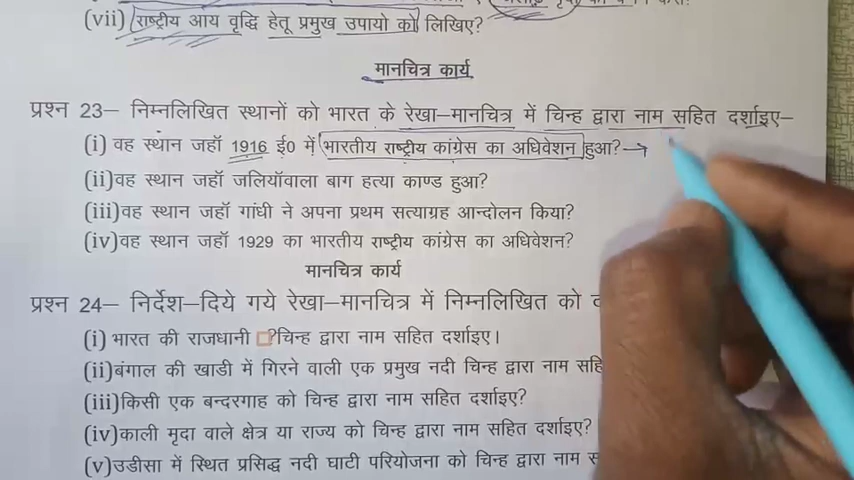 (vii) राष्ट्रीय आय वृद्धि हेतू प्रमुख उपायो को लिखिए?
मानचित्र कार्य
प्रश्न 23– निम्नलिखित स्थानों को भारत के रेखा–मानचित्र में चिन्ह द्वारा नाम सहित दर्शाइए–
(i) वह स्थान जहॉ 1916 ई0 में भारतीय राष्ट्रीय कांग्रेस का अधिवेशन हुआ?
(ii)वह स्थान जहॉ जलियॉवाला बाग हत्या काण्ड हुआ?
(iii)वह स्थान जहॉ गांधी ने अपना प्रथम सत्याग्रह आन्दोलन किया?
(iv)वह स्थान जहॉ 1929 का भारतीय राष्ट्रीय कांग्रेस का अधिवेशन?
मानचित्र कार्य
प्रश्न 24– निर्देश–दिये गये रेखा–मानचित्र में निम्नलिखित को
(i) भारत की राजधानी ?चिन्ह द्वारा नाम सहित दर्शाइए।
(ii)बंगाल की खाडी में गिरने वाली एक प्रमुख नदी चिन्ह द्वारा नाम सहि
(iii)किसी एक बन्दरगाह को चिन्ह द्वारा नाम सहित दर्शाइए?
(iv)काली मृदा वाले क्षेत्र या राज्य को चिन्ह द्वारा नाम सहित दर्शाइए?
(v)उडीसा में स्थित प्रसिद्ध नदी घाटी परियोजना को चिन्ह द्वारा नाम